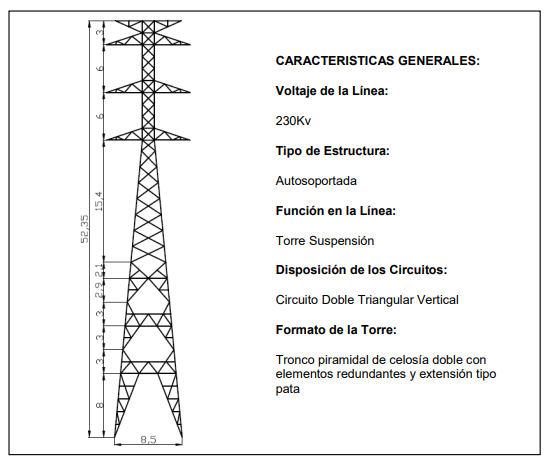 3
6
6
15,4
52,35
2,1
2,9
3
3
3
8
8,5
CARACTERISTICAS GENERALES:
Voltaje de la Línea:
230Kv
Tipo de Estructura:
Autosoportada
Función en la Línea:
Torre Suspensión
Disposición de los Circuitos:
Circuito Doble Triangular Vertical
Formato de la Torre:
Tronco piramidal de celosía doble con
elementos redundantes y extensión tipo
pata